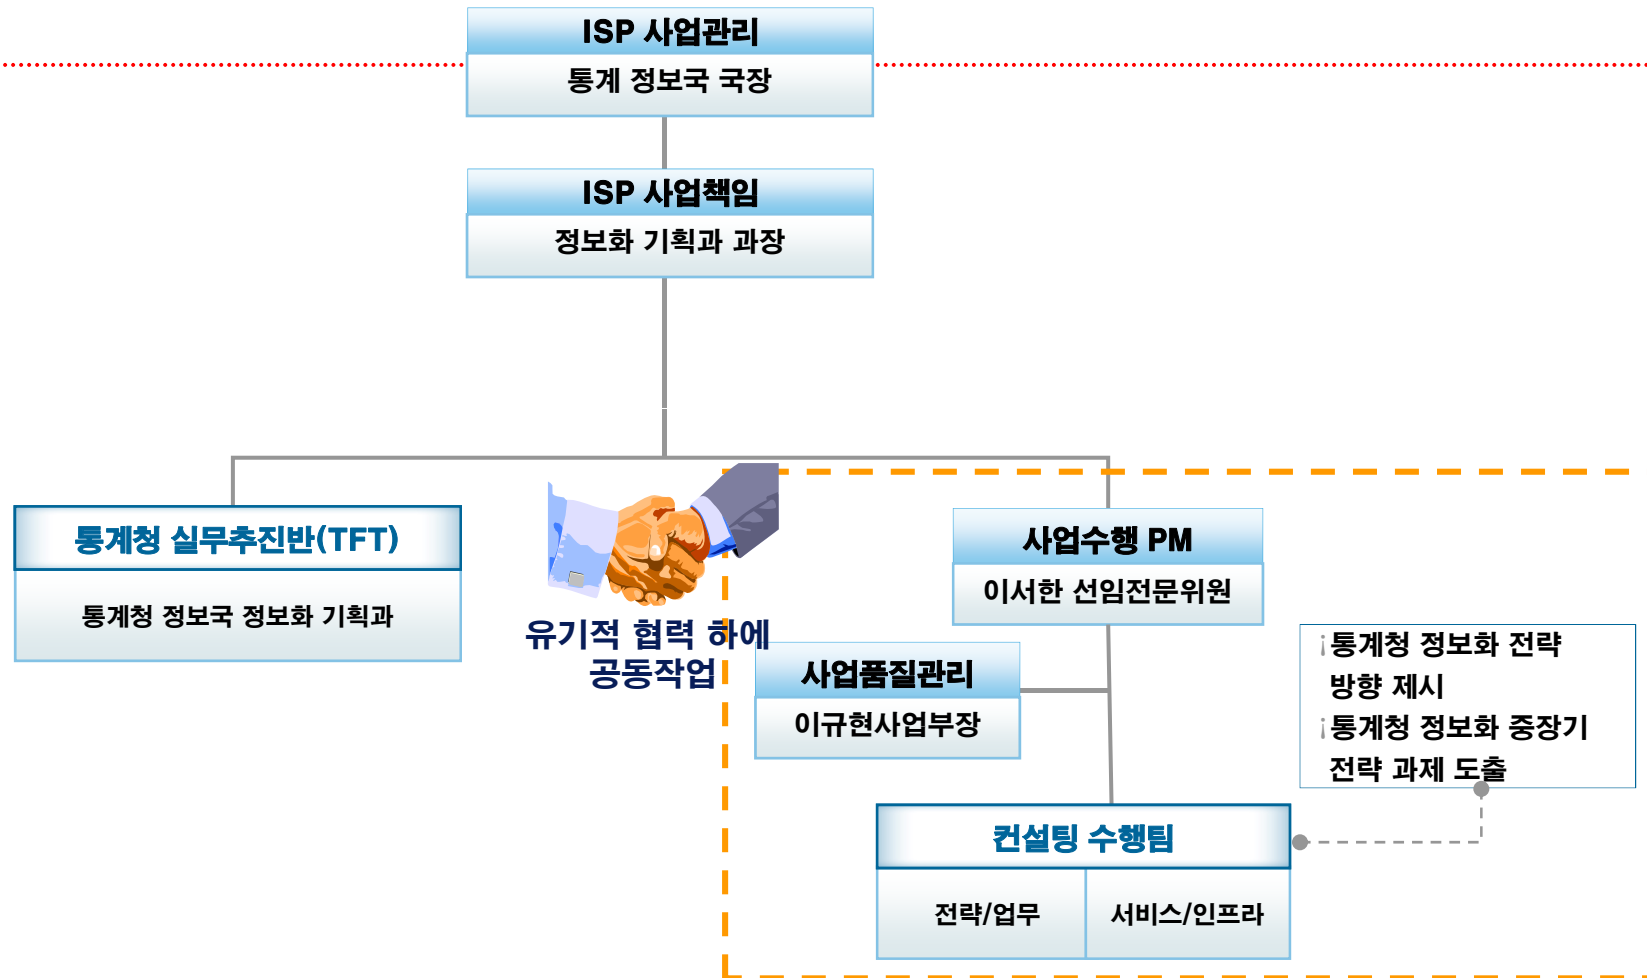 ISP 사업관리
통계 정보국 국장
ISP 사업책임
정보화 기획과 과장
통계청 실무추진반(TFT)
통계청 정보국 정보화 기획과
유기적 협력 하에
공동작업
사업수행 PM
이서한 선임전문위원
사업품질관리
이규현사업부장
¡통계청 정보화 전략
방향 제시
¡통계청 정보화 중장기
전략 과제 도출
컨설팅 수행팀
전략/업무
서비스/인프라